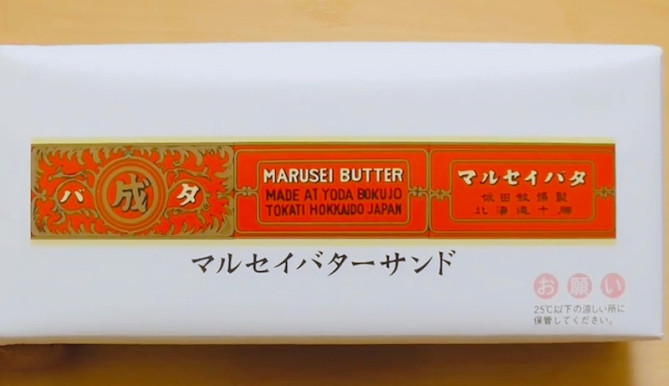 バ 成 タ
MARUSEI BUTTER
MADE AT YODA BOKUJO
TOKATI HOKKAIDO JAPAN
マルセイバタ
依田牧場製
北海道十勝
マルセイバターサンド
お願い
25℃以下の涼しい所に
保管してください。